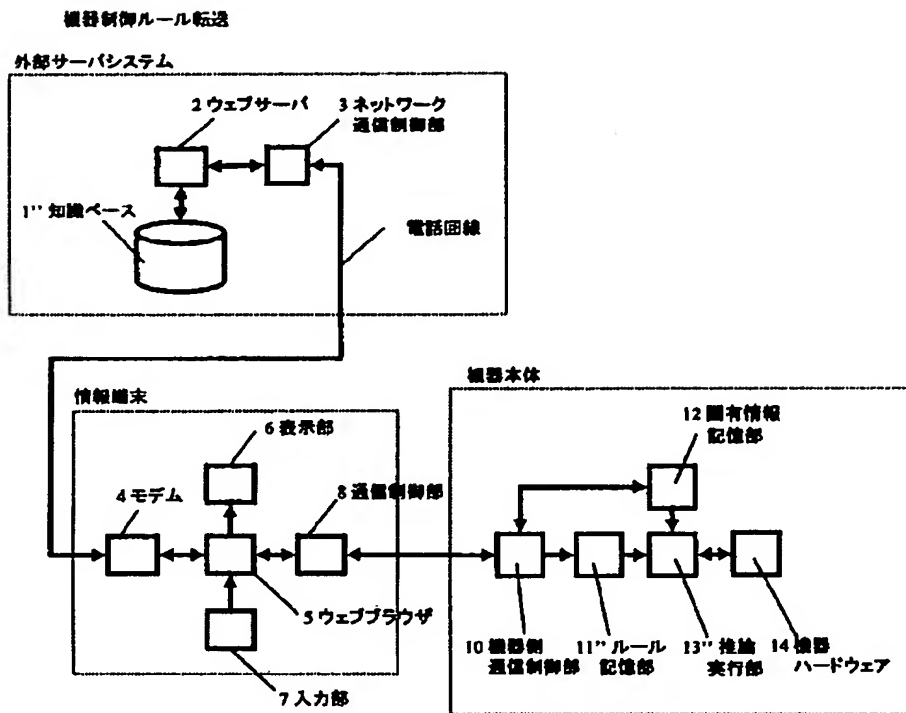 機器制御ルール転送
外部サーバシステム
2 ウェブサーバ
3 ネットワーク
通信制御部
1'' 知識ベース
電話回線
情報端末
6 表示部
4 モデム
8 通信制御部
5 ウェブブラウザ
7 入力部
機器本体
12 固有情報
記憶部
10 機器側
通信制御部
11'' ルール
記憶部
13'' 推論
実行部
14 機器
ハードウェア